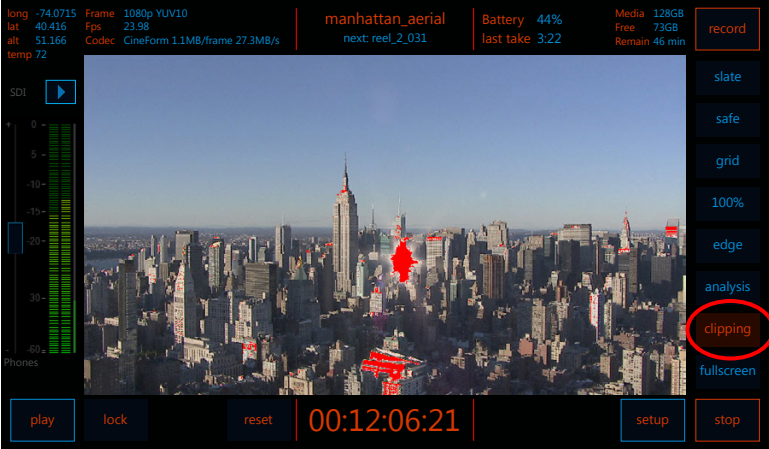 long -74.0715
lat 40.416
alt 51.166
temp 72
Frame 1080p YUV10
Fps 23.98
Codec CineForm 1.1MB/frame 27.3MB/s
manhattan_aerial
next: reel_2_031
Battery 44%
last take 3:22
Media 128GB
Free 73GB
Remain 46 min
record
SDI
slate
safe
grid
100%
edge
analysis
clipping
fullscreen
+ 0 -
5 -
-10-
-15-
-20-
30-
- -60
Phones
play
lock
reset
00:12:06:21
setup
stop